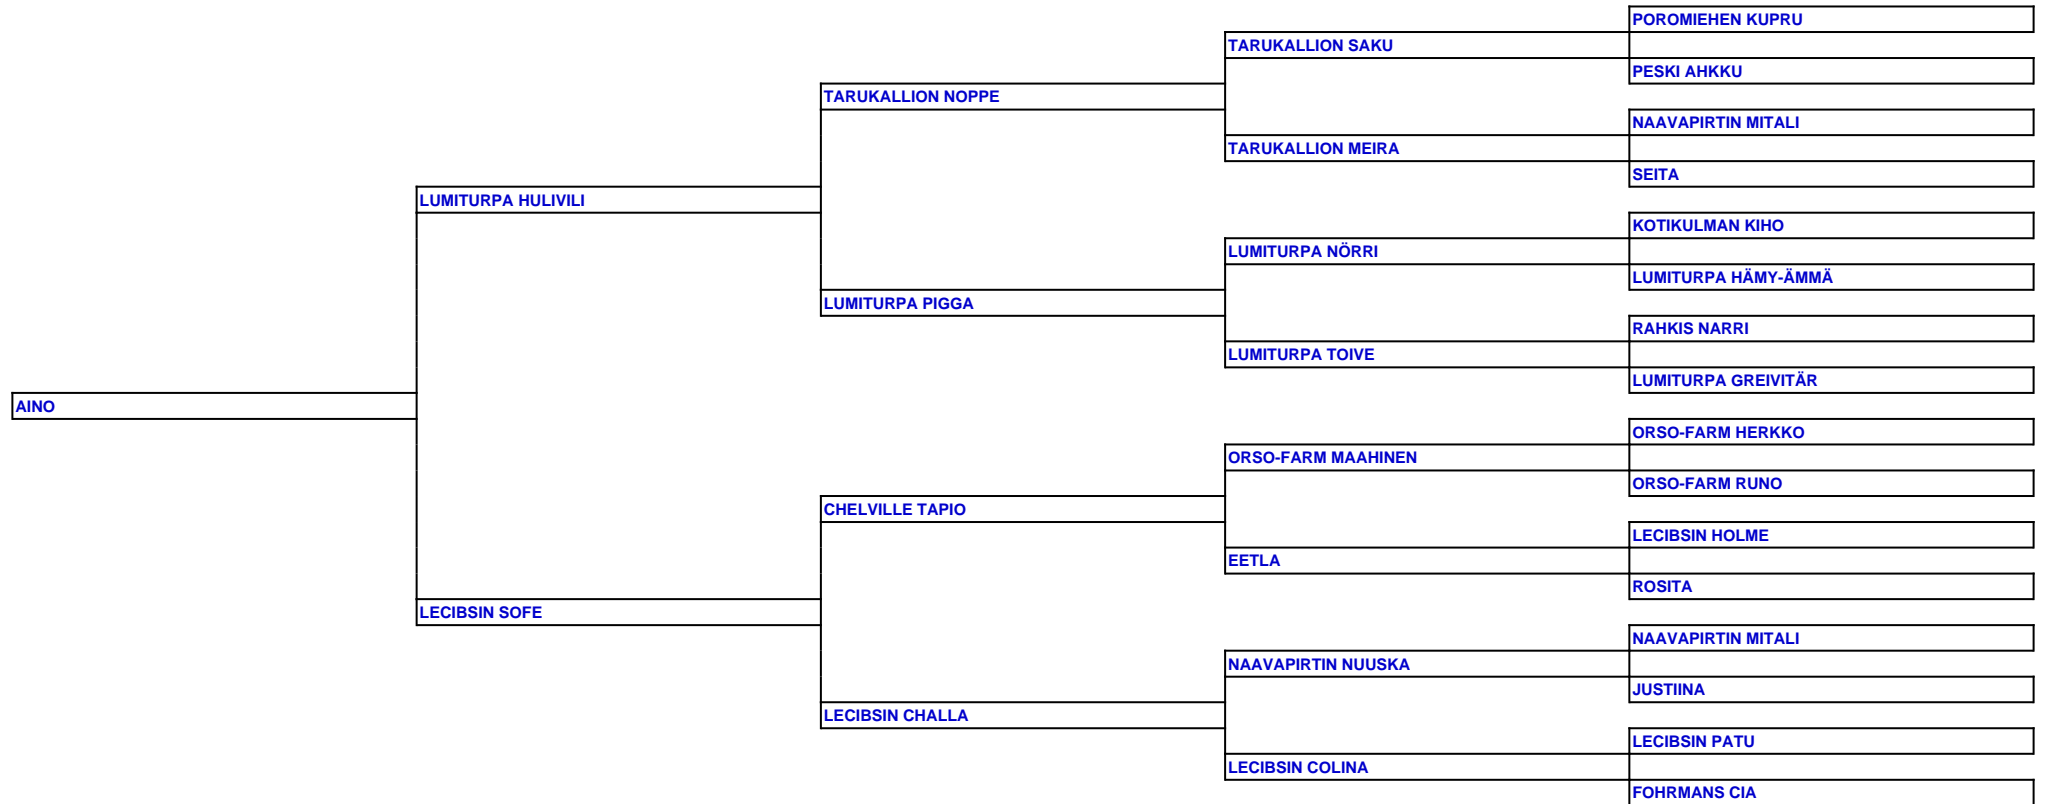 POROMIEHEN KUPRU
TARUKALLION SAKU
PESKI AHKKU
TARUKALLION NOPPE
NAAVAPIRTIN MITALI
TARUKALLION MEIRA
SEITA
LUMITURPA HULIVILI
KOTIKULMAN KIHO
LUMITURPA NÖRRI
LUMITURPA HÄMY-ÄMMÄ
LUMITURPA PIGGA
RAHKIS NARRI
LUMITURPA TOIVE
LUMITURPA GREIVITÄR
AINO
ORSO-FARM HERKKO
ORSO-FARM MAAHINEN
ORSO-FARM RUNO
CHELVILLE TAPIO
LECIBSIN HOLME
EETLA
ROSITA
LECIBSIN SOFE
NAAVAPIRTIN MITALI
NAAVAPIRTIN NUUSKA
JUSTIINA
LECIBSIN CHALLA
LECIBSIN PATU
LECIBSIN COLINA
FOHRMANS CIA